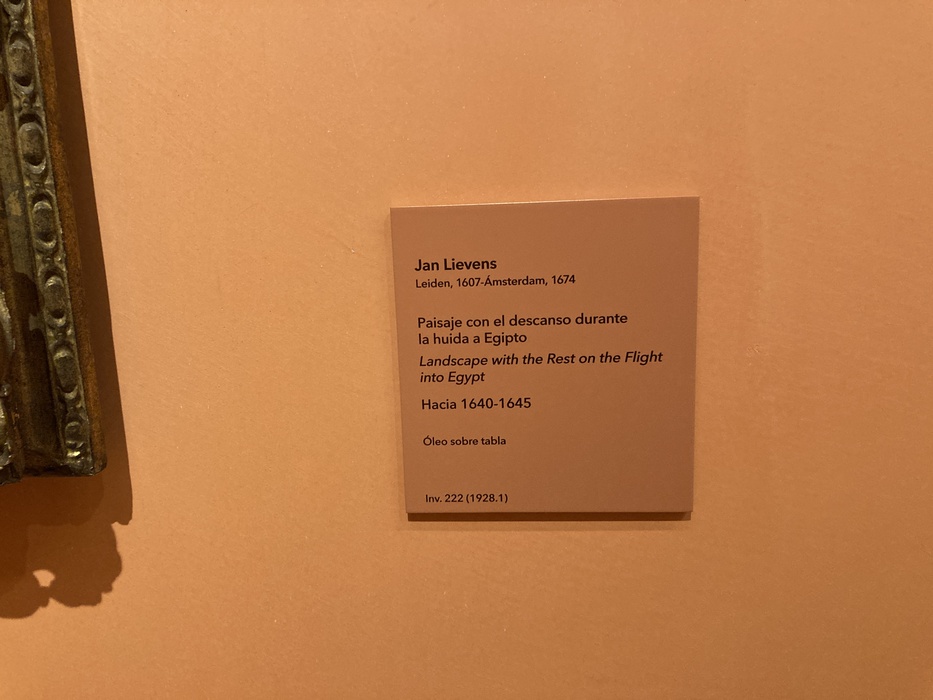 Jan Lievens
Leiden, 1607-Ámsterdam, 1674
Paisaje con el descanso durante
la huida a Egipto
Landscape with the Rest on the Flight
into Egypt
Hacia 1640-1645
Óleo sobre tabla
Inv. 222 (1928.1)